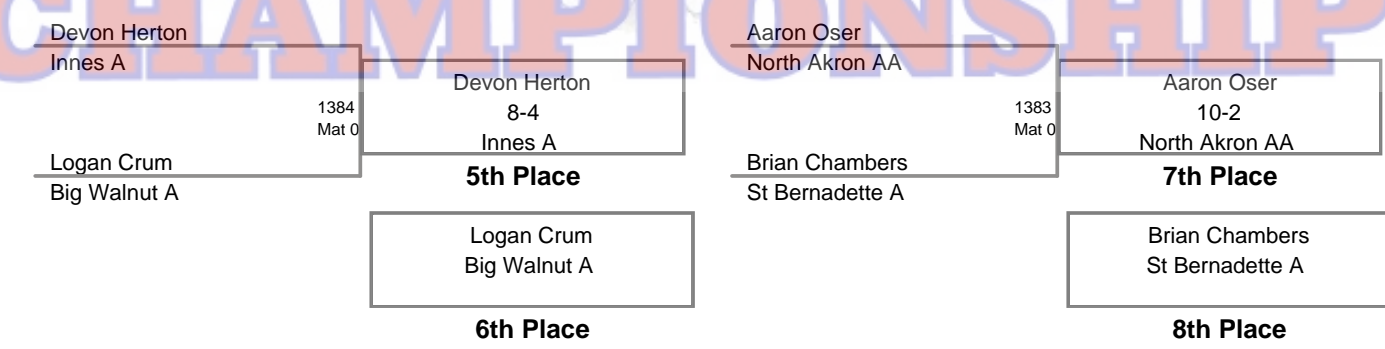 CHAMPIONSHIP
Devon Herton
Innes A
1384
Mat 0
Devon Herton
8-4
Innes A
Logan Crum
Big Walnut A
5th Place
Logan Crum
Big Walnut A
6th Place
Aaron Oser
North Akron AA
1383
Mat 0
Aaron Oser
10-2
North Akron AA
Brian Chambers
St Bernadette A
7th Place
Brian Chambers
St Bernadette A
8th Place